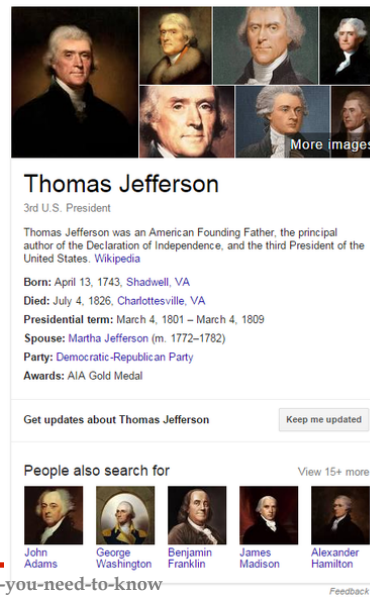 More images
Thomas Jefferson
3rd U.S. President
Thomas Jefferson was an American Founding Father, the principal
author of the Declaration of Independence, and the third President of the
United States. Wikipedia
Born: April 13, 1743, Shadwell, VA
Died: July 4, 1826, Charlottesville, VA
Presidential term: March 4, 1801 – March 4, 1809
Spouse: Martha Jefferson (m. 1772–1782)
Party: Democratic-Republican Party
Awards: AIA Gold Medal
Get updates about Thomas Jefferson Keep me updated
People also search for View 15+ more
John George Benjamin James Alexander
Adams Washington Franklin Madison Hamilton
-you-need-to-know
Feedback